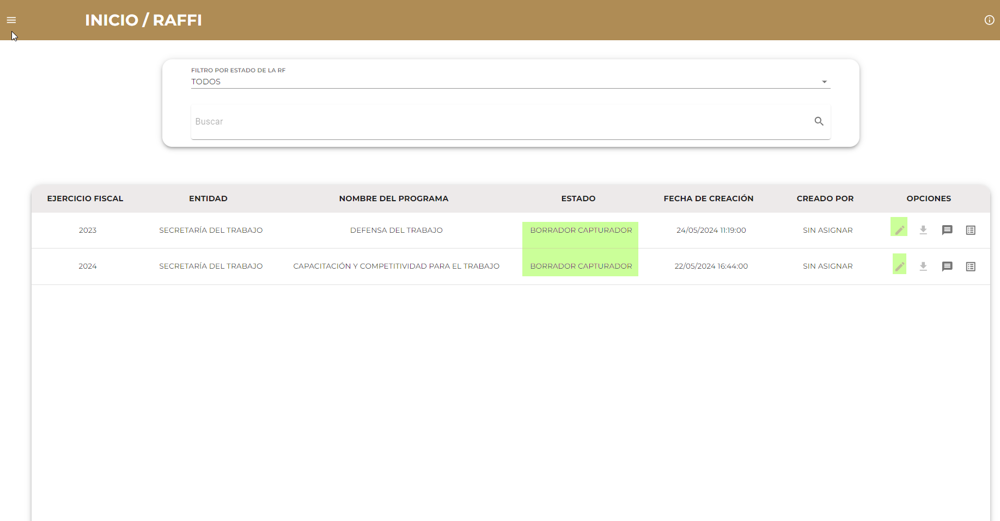 INICIO / RAFFI
FILTRO POR ESTADO DE LA RF
TODOS
Buscar
EJERCICIO FISCAL ENTIDAD NOMBRE DEL PROGRAMA ESTADO FECHA DE CREACIÓN CREADO POR OPCIONES
2023 SECRETARÍA DEL TRABAJO DEFENSA DEL TRABAJO BORRADOR CAPTURADOR 24/05/2024 11:19:00 SIN ASIGNAR
2024 SECRETARÍA DEL TRABAJO CAPACITACIÓN Y COMPETITIVIDAD PARA EL TRABAJO BORRADOR CAPTURADOR 22/05/2024 16:44:00 SIN ASIGNAR